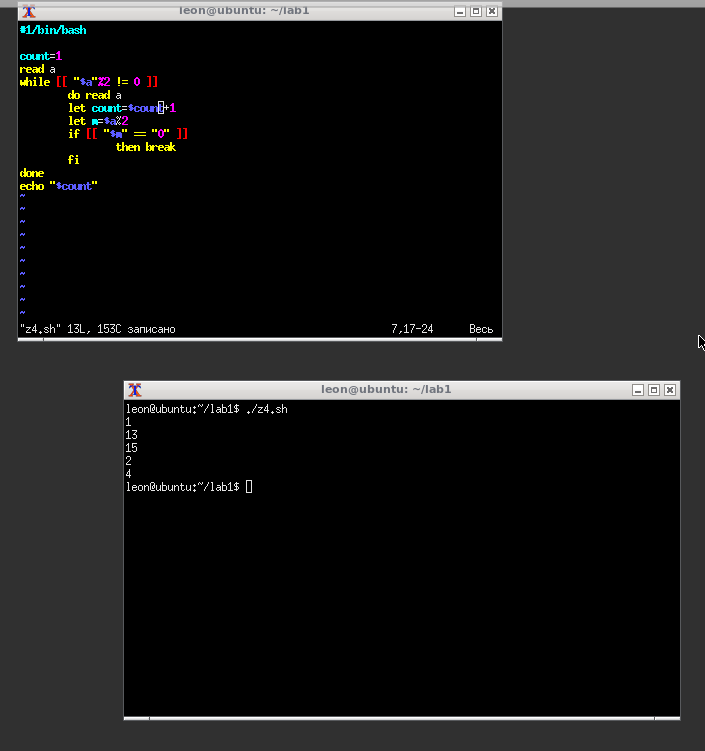 leon@ubuntu: ~/lab1
#1/bin/bash
count=1
read a
while [[ "$a"%2 != 0 ]]
do read a
let count=$count+1
let m=$a%2
if [[ "$m" == "0" ]]
then break
fi
done
echo "$count"
~
~
~
~
~
~
~
~
~
~
"z4.sh" 13L, 153C записано 7,17-24 Весь
leon@ubuntu: ~/lab1
leon@ubuntu:~/lab1$ ./z4.sh
1
13
15
2
4
leon@ubuntu:~/lab1$